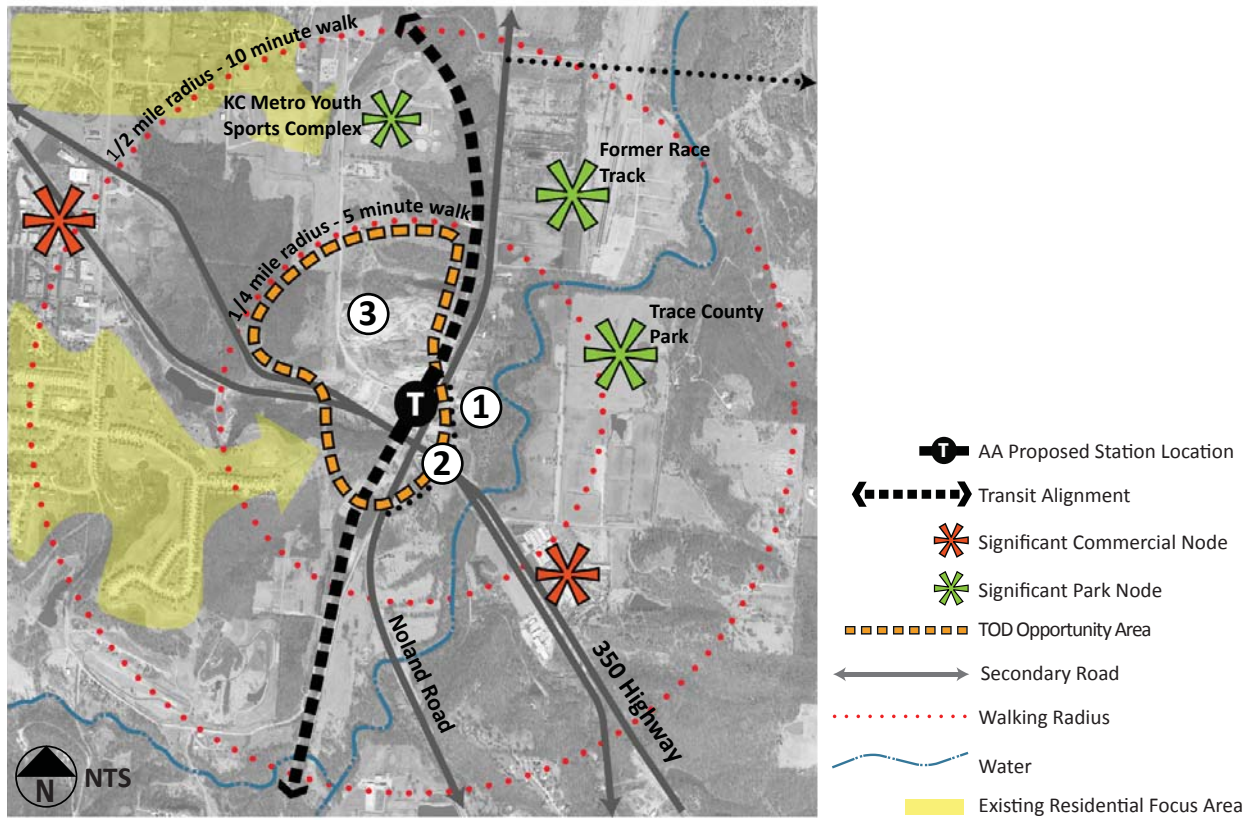 1/2 mile radius - 10 minute walk
KC Metro Youth
Sports Complex
Former Race
Track
1/4 mile radius - 5 minute walk
3
Trace County
Park
T
1
2
Noland Road
350 Highway
N
NTS
T
AA Proposed Station Location
Transit Alignment
Significant Commercial Node
Significant Park Node
TOD Opportunity Area
Secondary Road
Walking Radius
Water
Existing Residential Focus Area